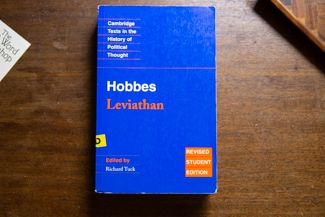 The
Word
shop
Cambridge
Texts in the
History of
Political
Thought
Hobbes
Leviathan
Edited by
Richard Tuck
REVISED
STUDENT
EDITION